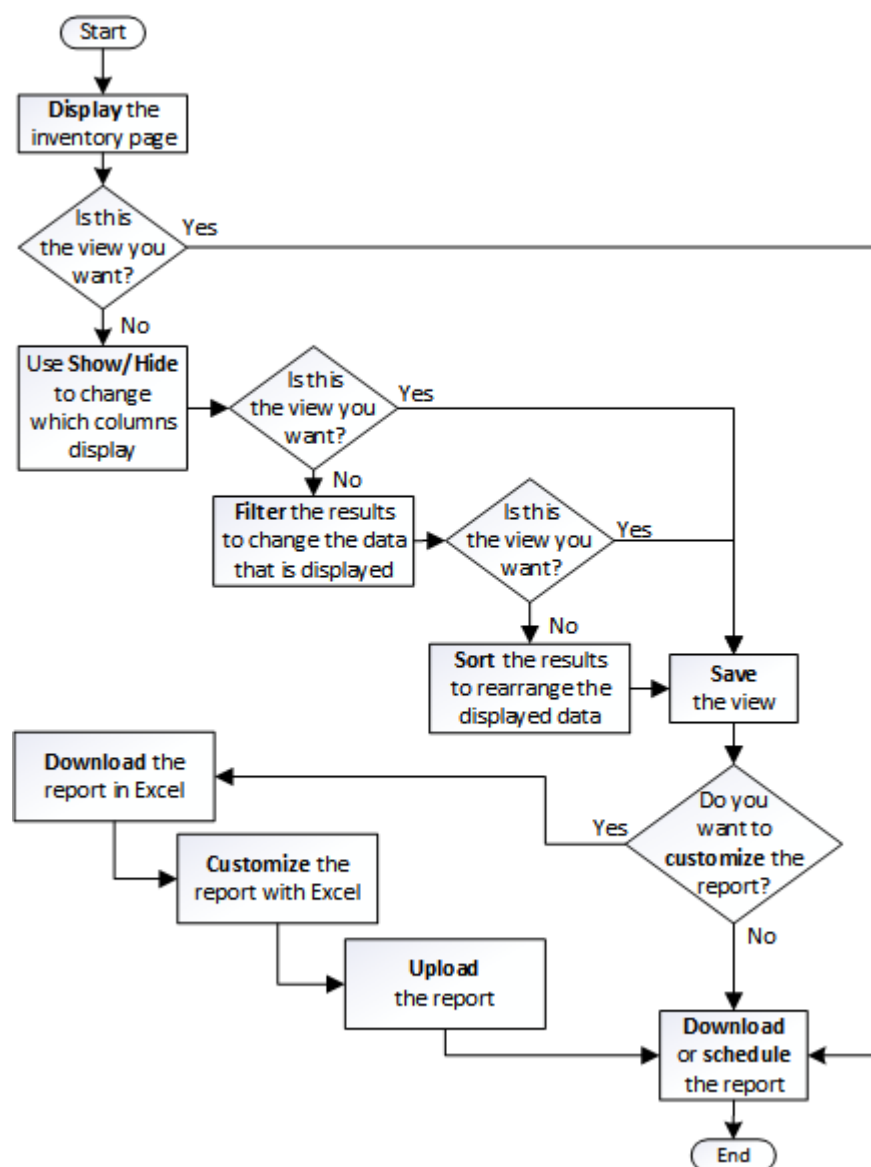 Start
Display the
inventory page
Is this
the view you
want?
Yes
No
Use Show/Hide
to change
which columns
display
Is this
the view you
want?
Yes
No
Filter the results
to change the data
that is displayed
Is this
the view you
want?
Yes
No
Sort the results
to rearrange the
displayed data
Save
the view
Do you
want to
customize the
report?
Yes
Download the
report in Excel
Customize the
report with Excel
Upload
the report
No
Download
or schedule
the report
End